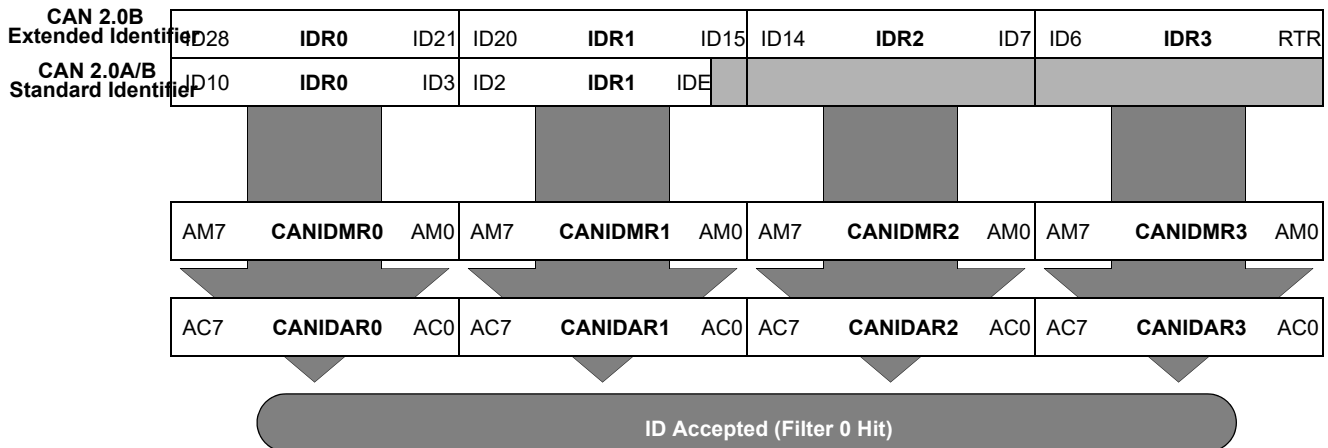 CAN 2.0B
Extended Identifier
ID28 IDR0 ID21 ID20 IDR1 ID15 ID14 IDR2 ID7 ID6 IDR3 RTR
CAN 2.0A/B
Standard Identifier
ID10 IDR0 ID3 ID2 IDR1 IDE
AM7 CANIDMR0 AM0 AM7 CANIDMR1 AM0 AM7 CANIDMR2 AM0 AM7 CANIDMR3 AM0
AC7 CANIDAR0 AC0 AC7 CANIDAR1 AC0 AC7 CANIDAR2 AC0 AC7 CANIDAR3 AC0
ID Accepted (Filter 0 Hit)